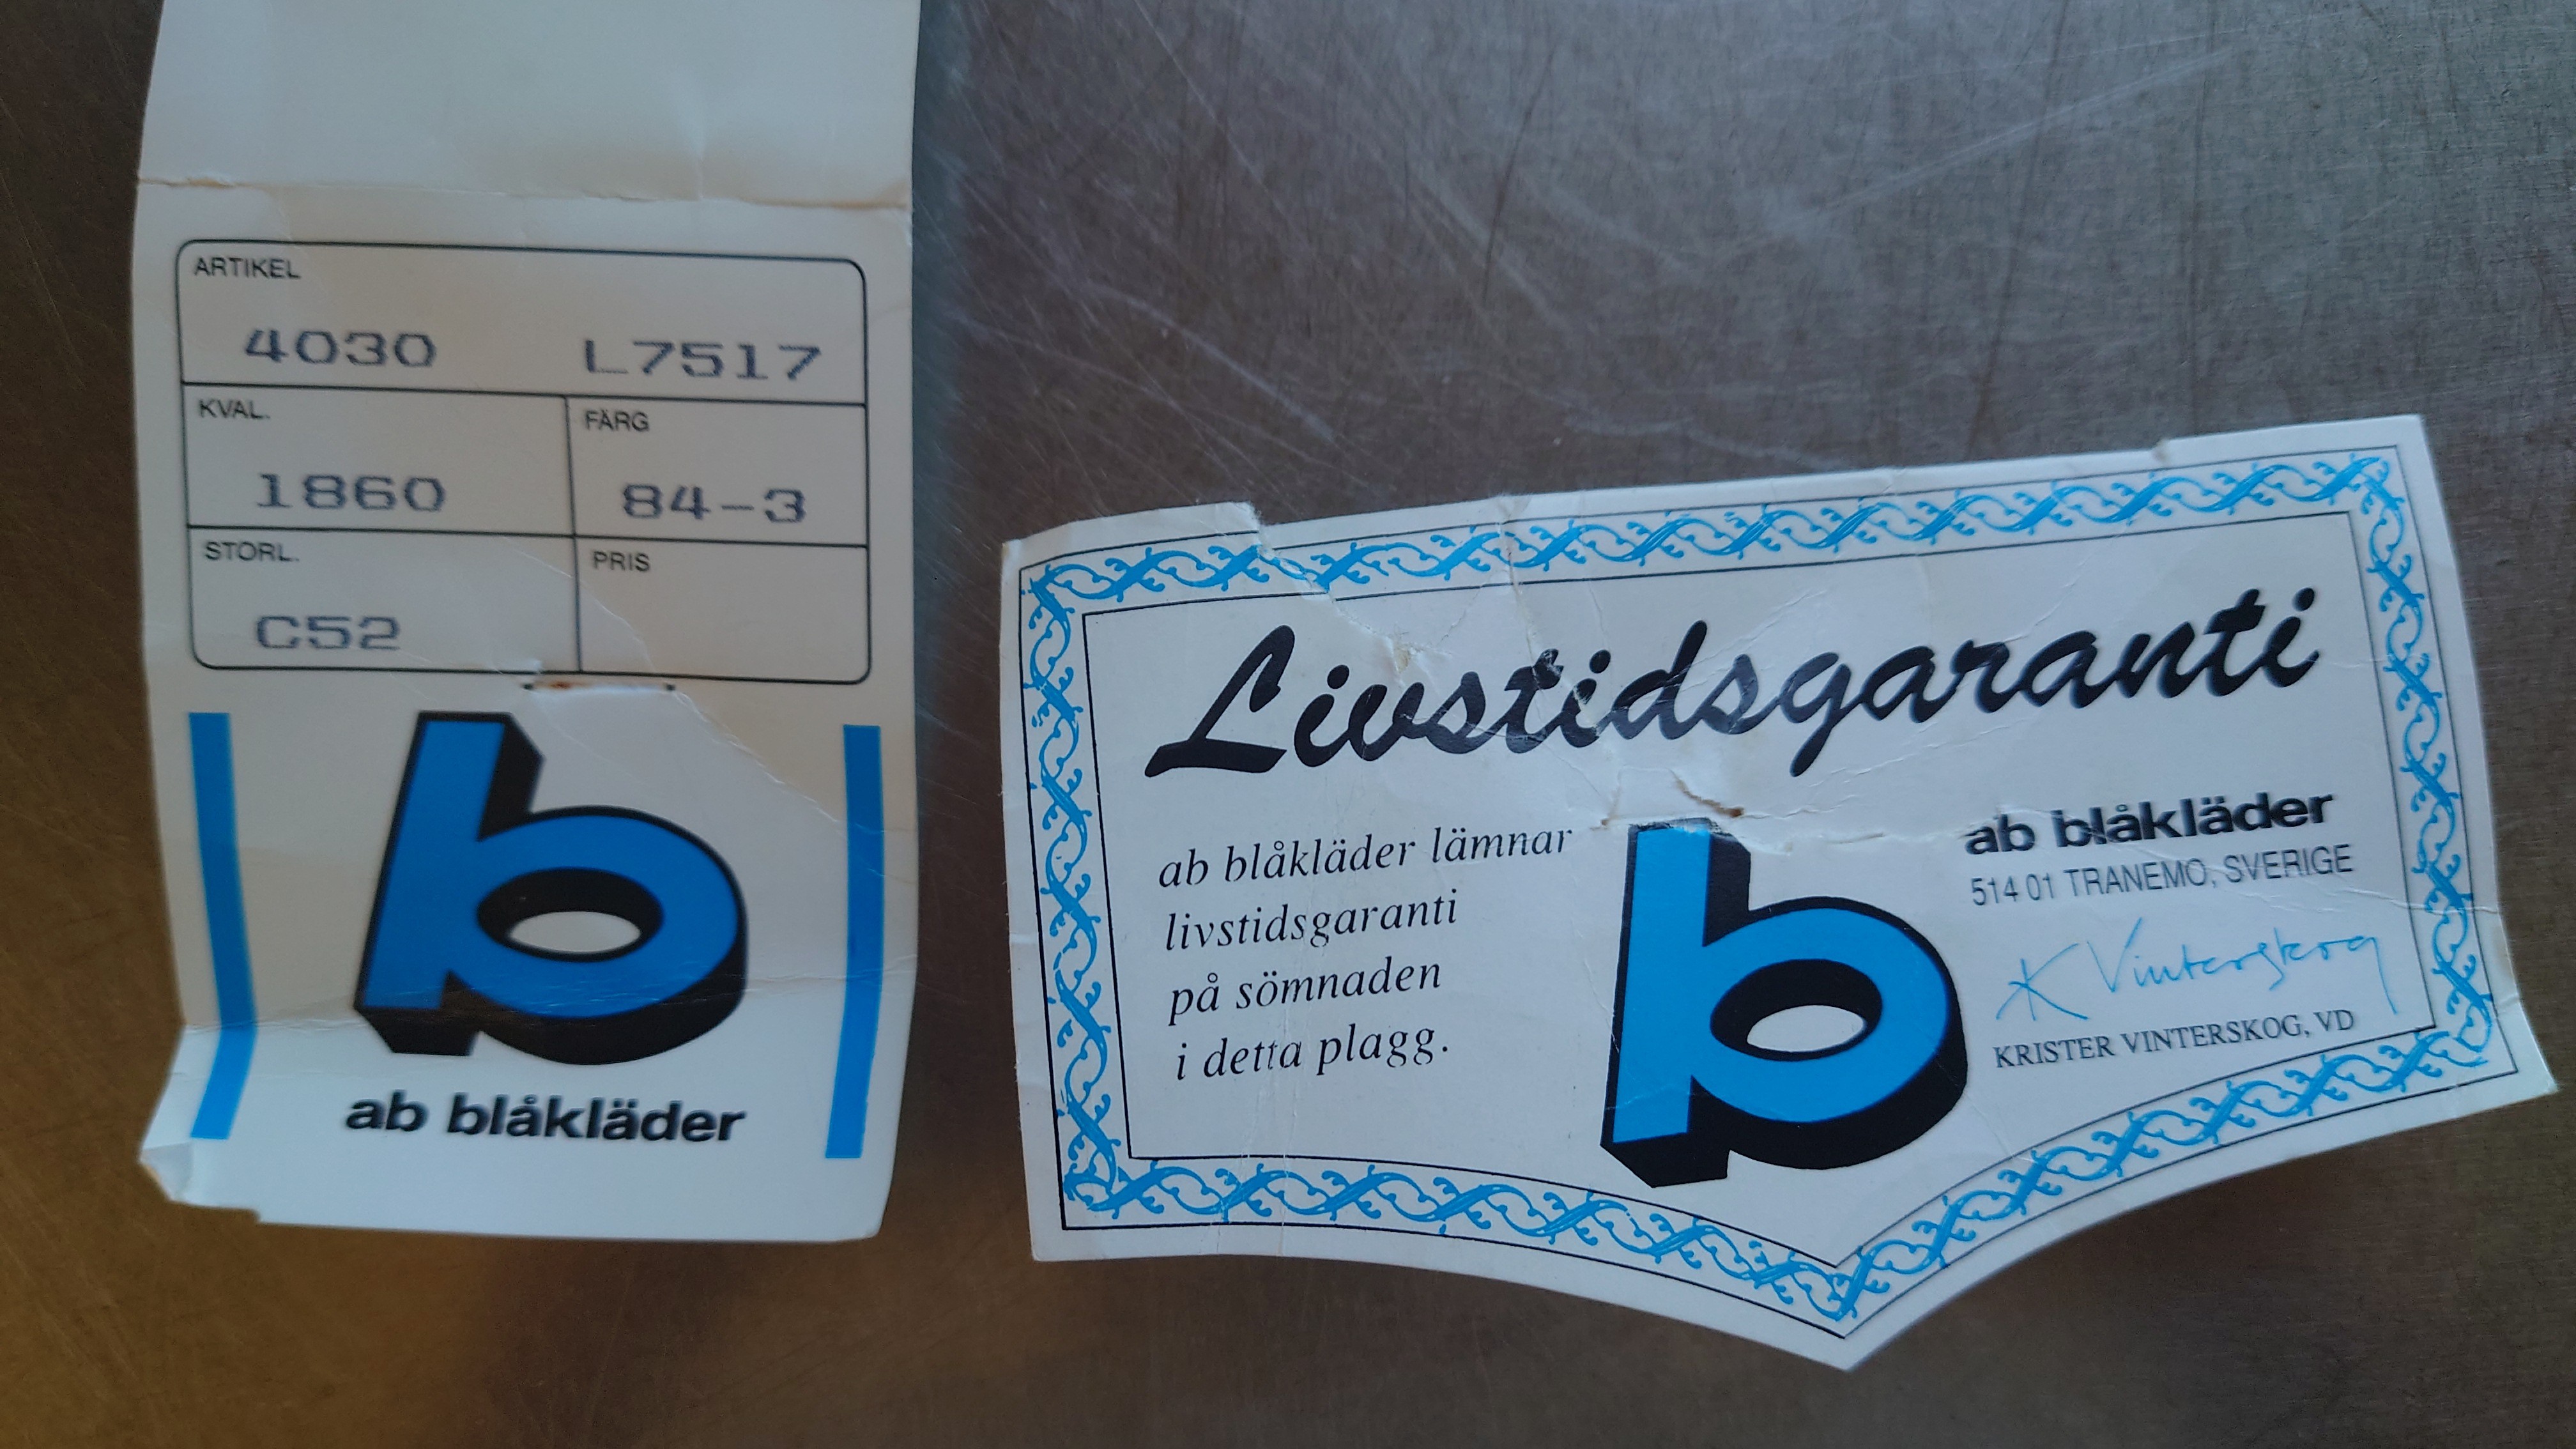 ARTIKEL
4030 L7517
KVAL. FÄRG
1860 84-3
STORL. PRIS
C52
b
ab blåkläder
Livstidsgaranti
ab blåkläder lämnar
livstidsgaranti
på sömnaden
i detta plagg.
b
ab blåkläder
514 01 TRANEMO, SVERIGE
K Vinterskog
KRISTER VINTERSKOG, VD